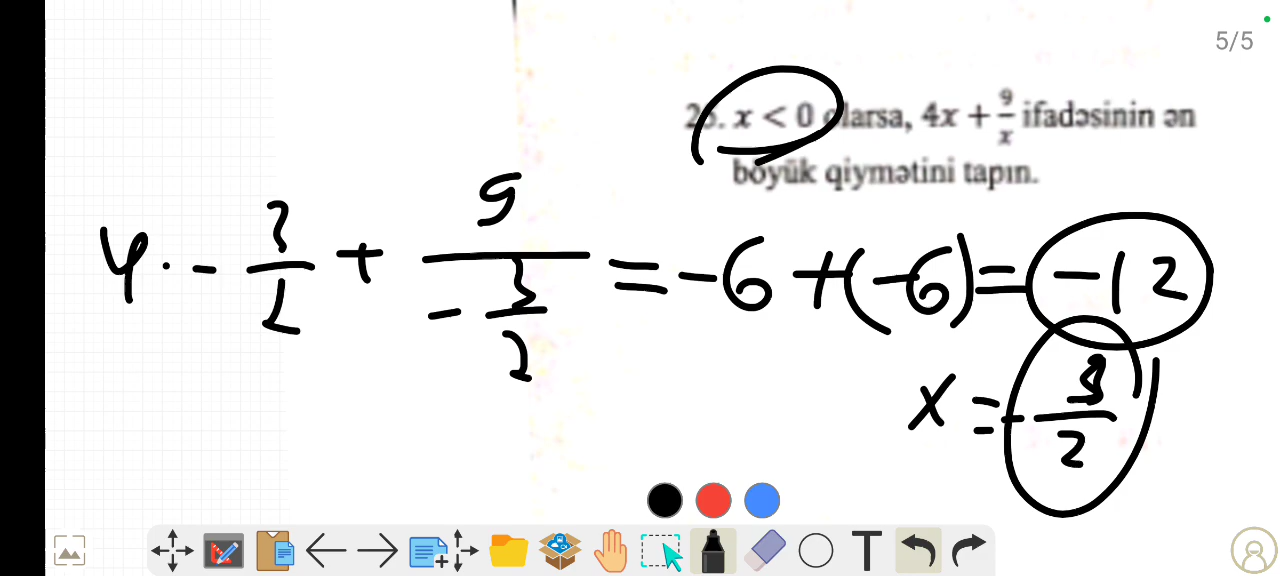 5/5
26. x < 0 olarsa, 4x + 9/x ifadəsinin ən
böyük qiymətini tapın.
4 · - 3/2 + 9/(- 3/2) = -6 + (-6) = -12
x = - 3/2
T